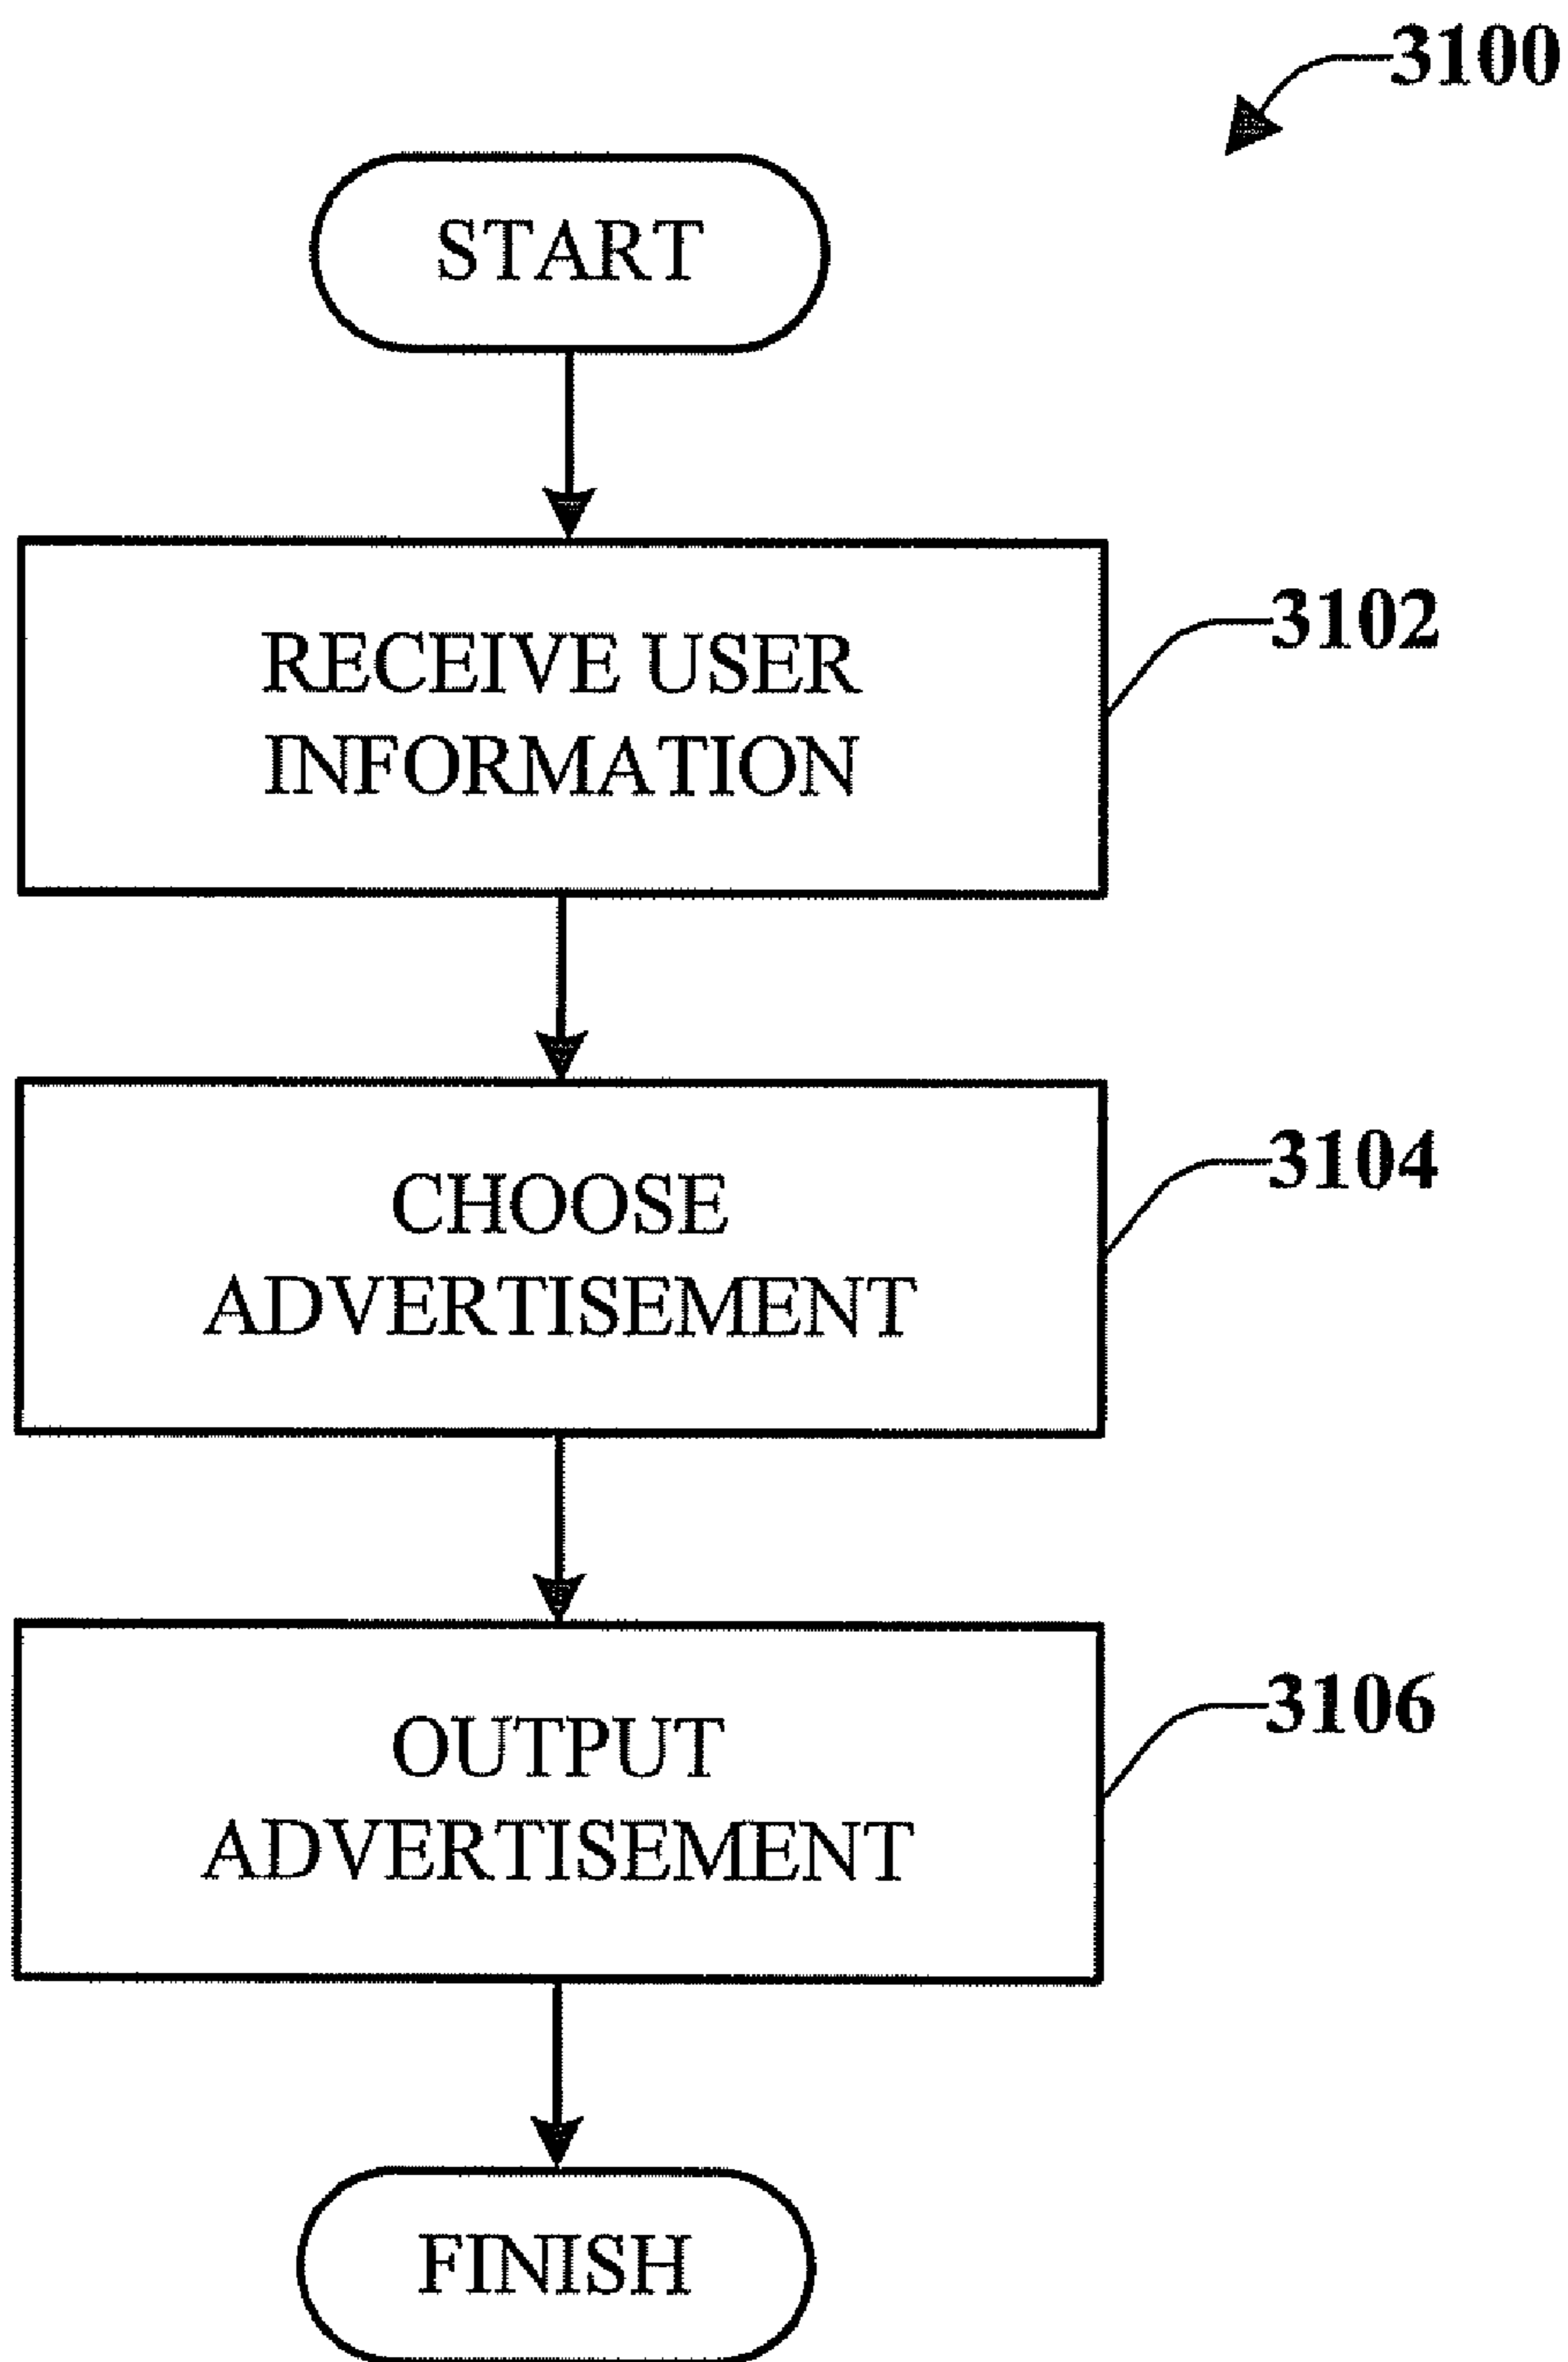 3100
START
RECEIVE USER
INFORMATION
3102
CHOOSE
ADVERTISEMENT
3104
OUTPUT
ADVERTISEMENT
3106
FINISH